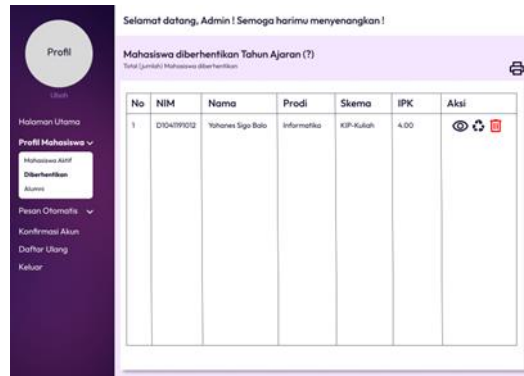 Selamat datang, Admin ! Semoga harimu menyenangkan !
Profil
Ubah
Halaman Utama
Profil Mahasiswa
Mahasiswa Aktif
Diberhentikan
Alumni
Pesan Otomatis
Konfirmasi Akun
Daftar Ulang
Keluar
Mahasiswa diberhentikan Tahun Ajaran (?)
Total (jumlah) Mahasiswa diberhentikan
No NIM Nama Prodi Skema IPK Aksi
1 D1041191012 Yohanes Sigo Balo Informatika KIP-Kuliah 4.00